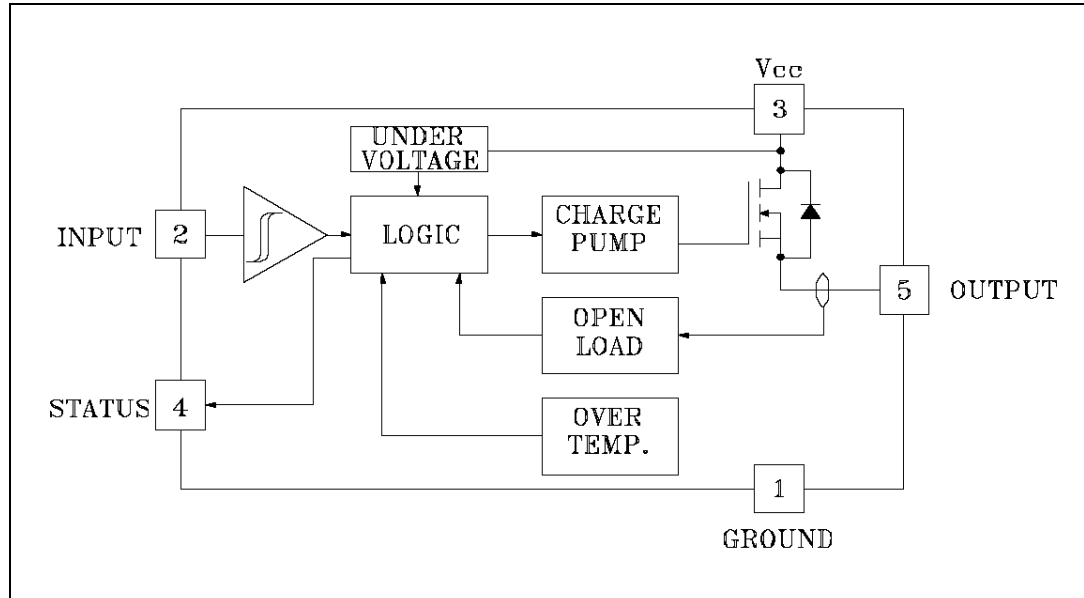 Vcc
3
UNDER
VOLTAGE
INPUT
2
LOGIC
CHARGE
PUMP
5
OUTPUT
OPEN
LOAD
STATUS
4
OVER
TEMP.
1
GROUND